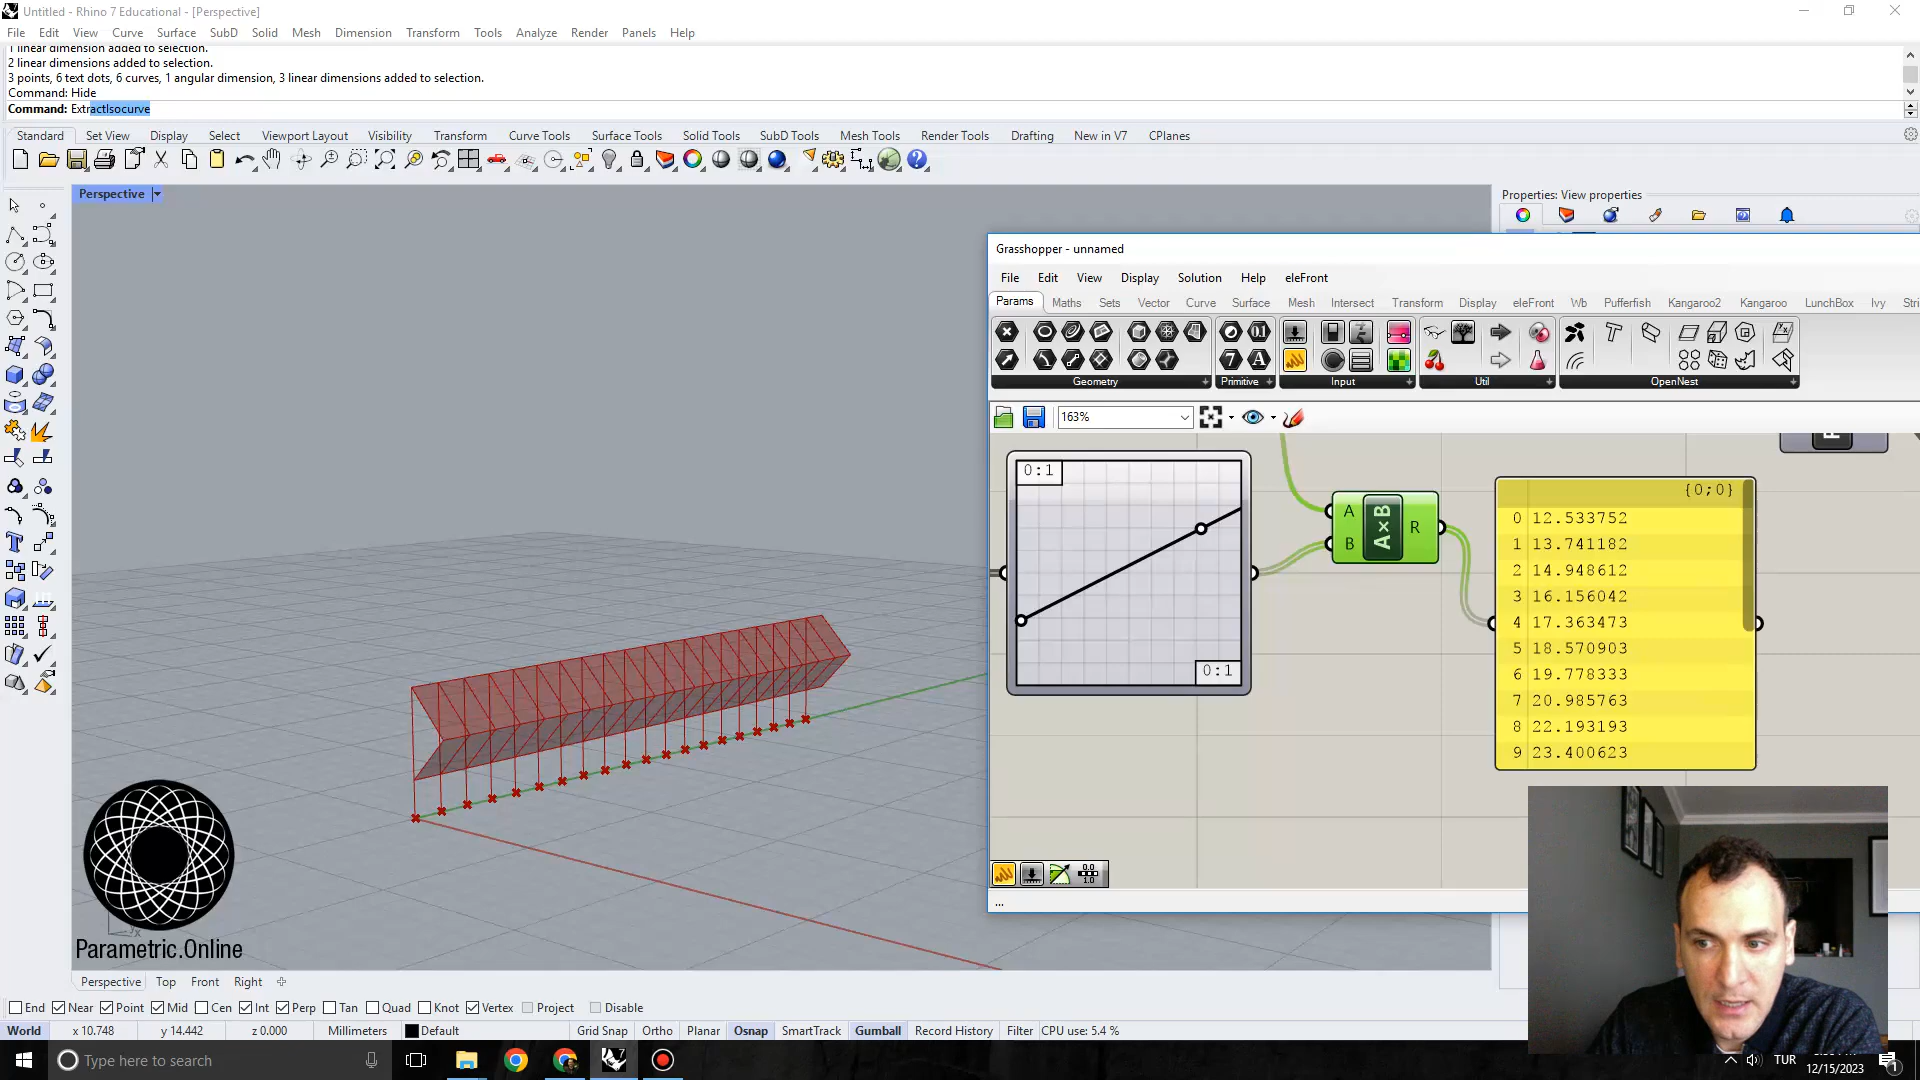 Untitled - Rhino 7 Educational - [Perspective]
File Edit View Curve Surface SubD Solid Mesh Dimension Transform Tools Analyze Render Panels Help
1 linear dimension added to selection.
2 linear dimensions added to selection.
3 points, 6 text dots, 6 curves, 1 angular dimension, 3 linear dimensions added to selection.
Command: Hide
Command: ExtractIsocurve
Standard Set View Display Select Viewport Layout Visibility Transform Curve Tools Surface Tools Solid Tools SubD Tools Mesh Tools Render Tools Drafting New in V7 CPlanes
Perspective
Properties: View properties
Grasshopper - unnamed
File Edit View Display Solution Help eleFront
Params Maths Sets Vector Curve Surface Mesh Intersect Transform Display eleFront Wb Pufferfish Kangaroo2 Kangaroo LunchBox Ivy Stri
Geometry Primitive Input Util OpenNest
163%
0:1
0:1
A
B
A×B
R
{0;0}
0 12.533752
1 13.741182
2 14.948612
3 16.156042
4 17.363473
5 18.570903
6 19.778333
7 20.985763
8 22.193193
9 23.400623
...
Parametric.Online
Perspective Top Front Right
End Near Point Mid Cen Int Perp Tan Quad Knot Vertex Project Disable
World x 10.748 y 14.442 z 0.000 Millimeters Default Grid Snap Ortho Planar Osnap SmartTrack Gumball Record History Filter CPU use: 5.4 %
Type here to search
TUR
12/15/2023
1